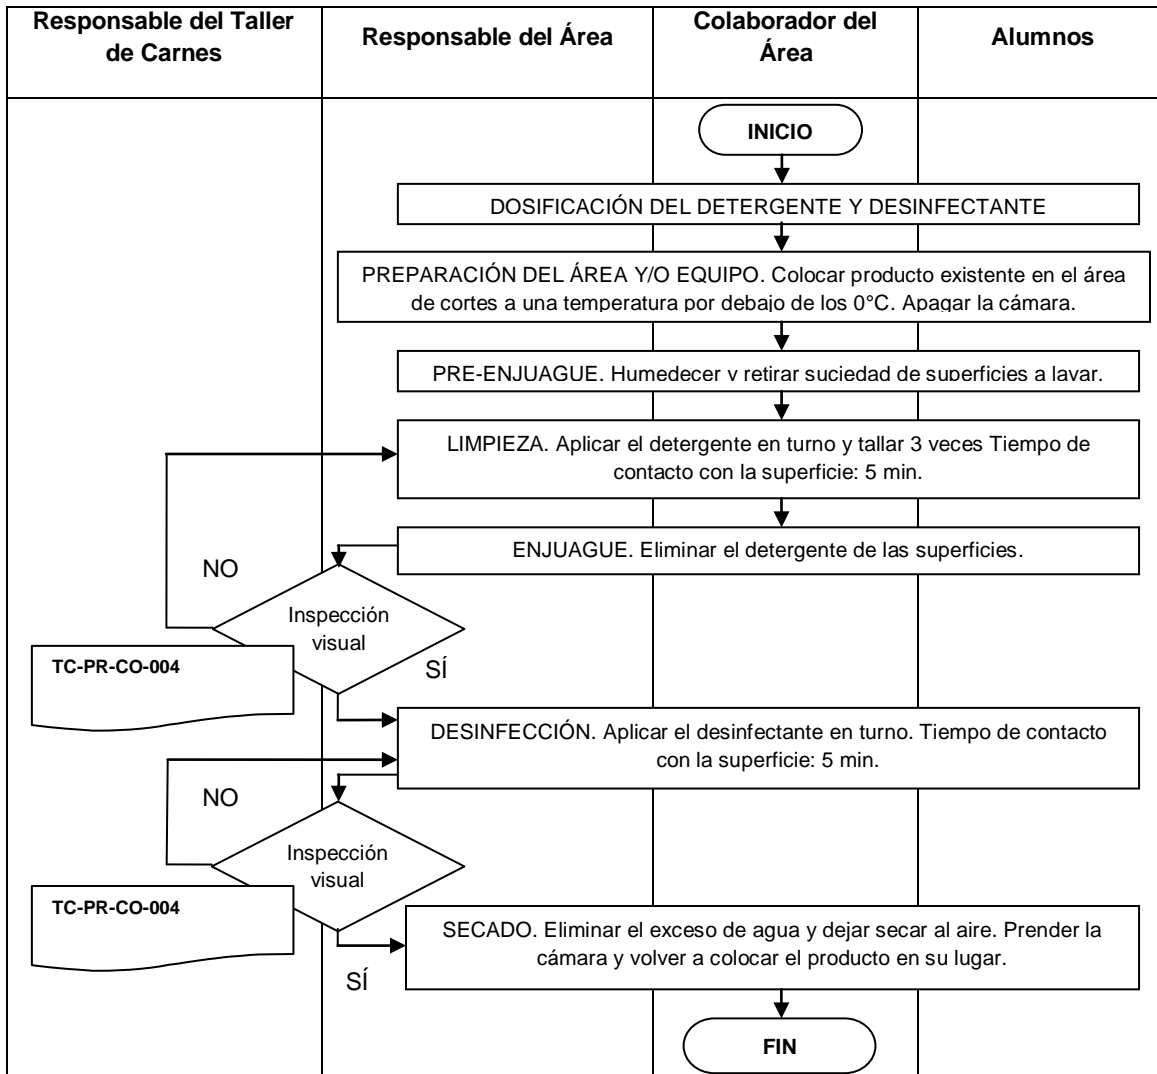 Responsable del Taller
de Carnes
Responsable del Área
Colaborador del
Área
Alumnos
INICIO
DOSIFICACIÓN DEL DETERGENTE Y DESINFECTANTE
PREPARACIÓN DEL ÁREA Y/O EQUIPO. Colocar producto existente en el área
de cortes a una temperatura por debajo de los 0°C. Apagar la cámara.
PRE-ENJUAGUE. Humedecer y retirar suciedad de superficies a lavar.
LIMPIEZA. Aplicar el detergente en turno y tallar 3 veces Tiempo de
contacto con la superficie: 5 min.
ENJUAGUE. Eliminar el detergente de las superficies.
NO
Inspección
visual
SÍ
TC-PR-CO-004
DESINFECCIÓN. Aplicar el desinfectante en turno. Tiempo de contacto
con la superficie: 5 min.
NO
Inspección
visual
TC-PR-CO-004
SECADO. Eliminar el exceso de agua y dejar secar al aire. Prender la
cámara y volver a colocar el producto en su lugar.
SÍ
FIN